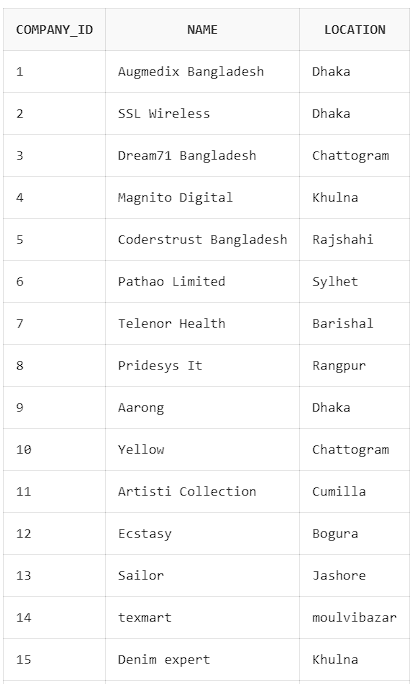 COMPANY_ID NAME LOCATION
1 Augmedix Bangladesh Dhaka
2 SSL Wireless Dhaka
3 Dream71 Bangladesh Chattogram
4 Magnito Digital Khulna
5 Coderstrust Bangladesh Rajshahi
6 Pathao Limited Sylhet
7 Telenor Health Barishal
8 Pridesys It Rangpur
9 Aarong Dhaka
10 Yellow Chattogram
11 Artisti Collection Cumilla
12 Ecstasy Bogura
13 Sailor Jashore
14 texmart moulvibazar
15 Denim expert Khulna